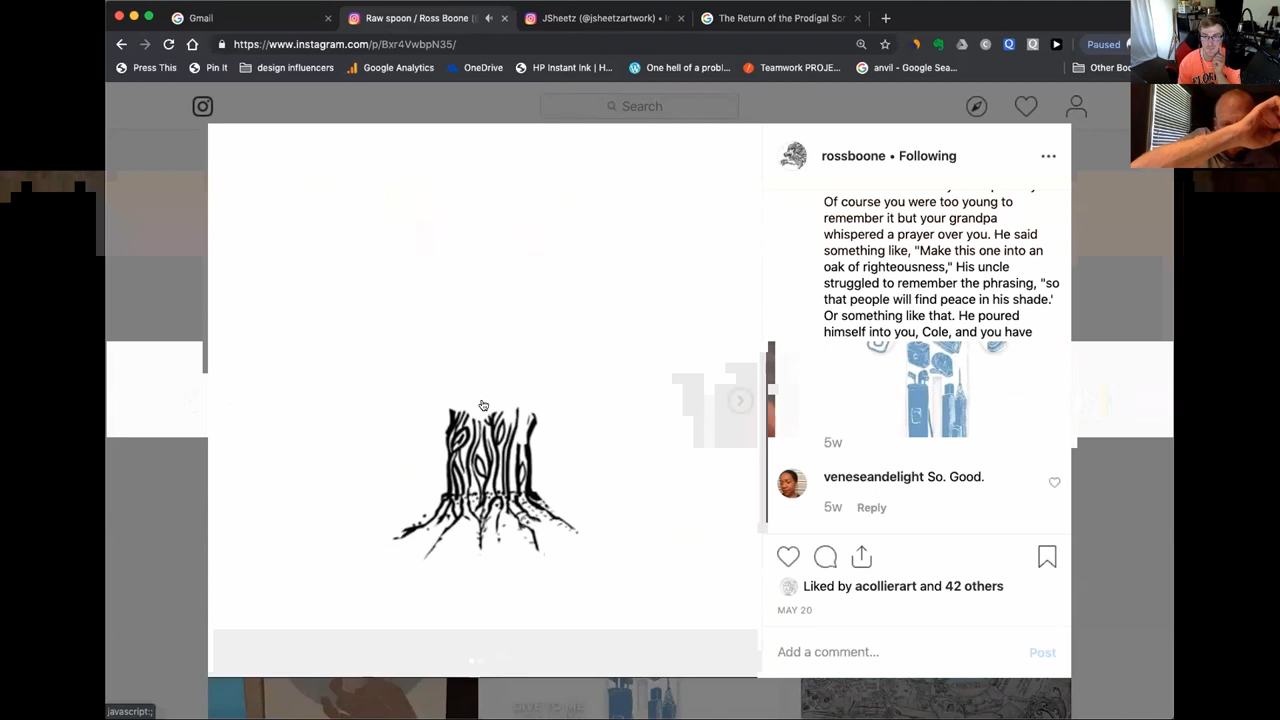 Gmail
Raw spoon / Ross Boone (
JSheetz (@jsheetzartwork) • I
The Return of the Prodigal Sor
https://www.instagram.com/p/Bxr4VwbpN35/
Paused
Press This
Pin It
design influencers
Google Analytics
OneDrive
HP Instant Ink | H...
One hell of a probl...
Teamwork PROJE...
anvil - Google Sea...
Other Bo
Search
rossboone • Following
Of course you were too young to
remember it but your grandpa
whispered a prayer over you. He said
something like, "Make this one into an
oak of righteousness," His uncle
struggled to remember the phrasing, "so
that people will find peace in his shade.'
Or something like that. He poured
himself into you, Cole, and you have
5w
veneseandelight So. Good.
5w Reply
Liked by acollierart and 42 others
MAY 20
Add a comment...
Post
GIVE TO ME
javascript:;